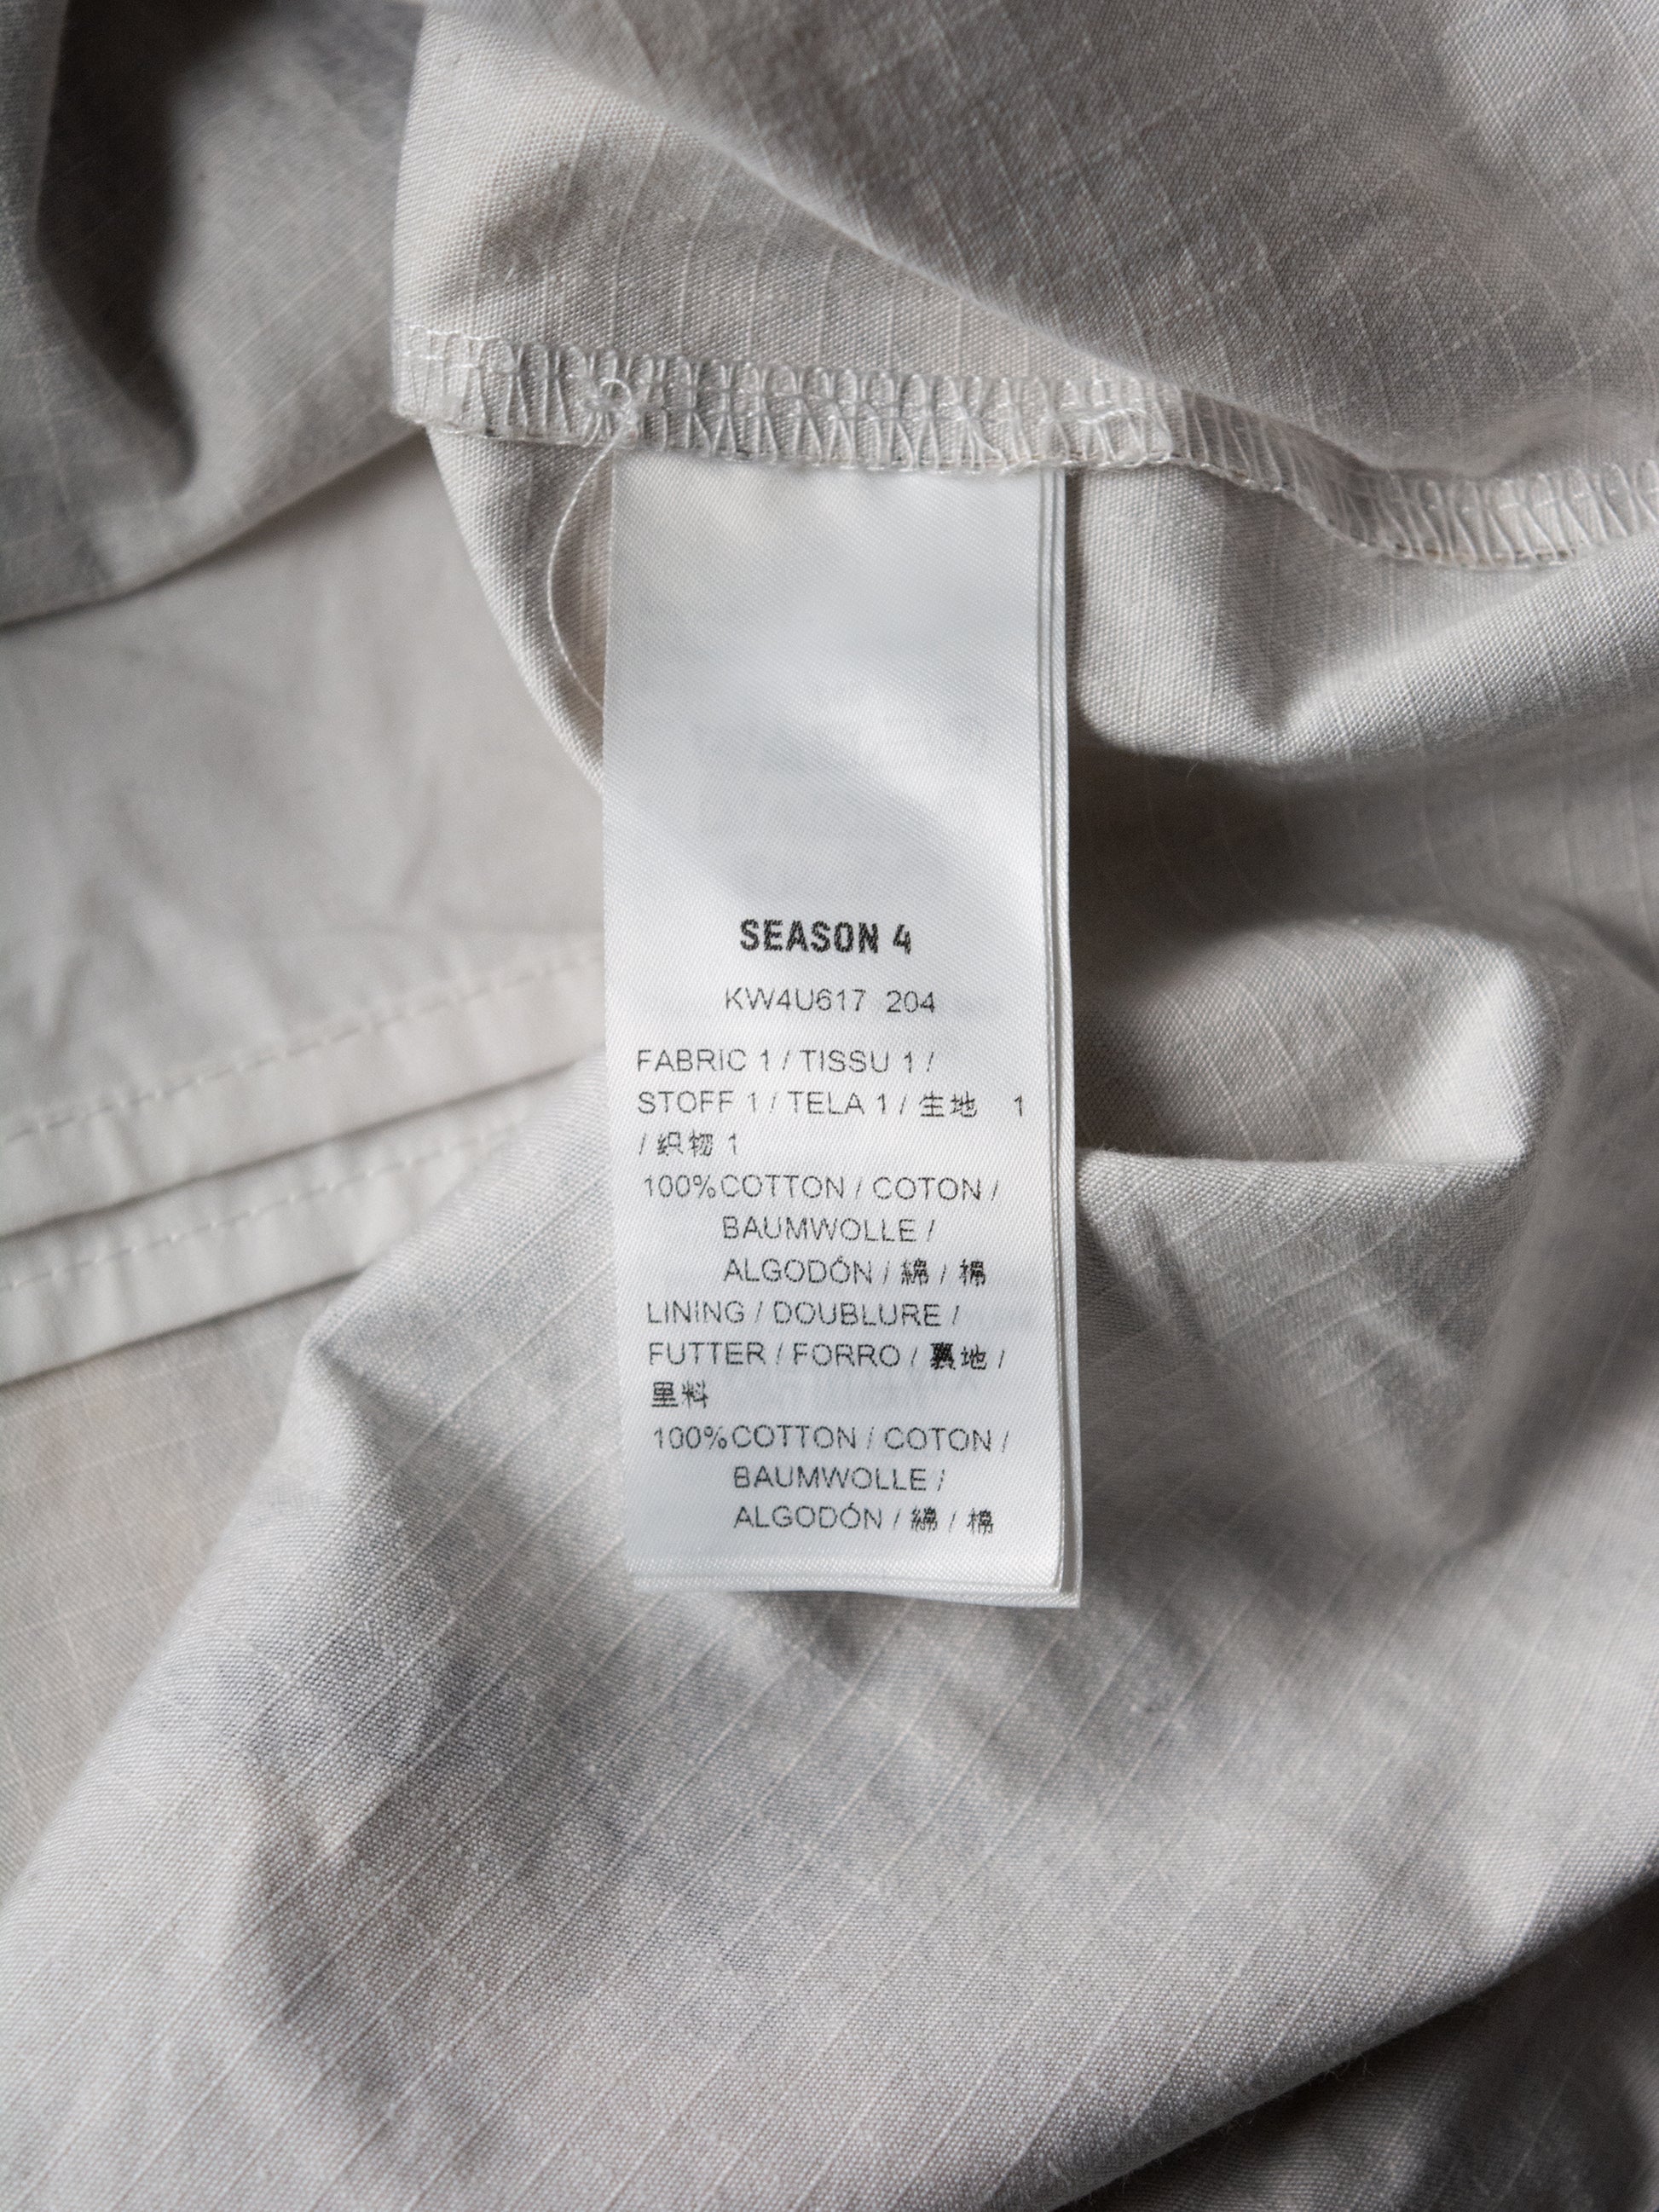 SEASON 4
KW4U617 204
FABRIC 1 / TISSU 1 /
STOFF 1 / TELA 1 / 生地 1
/ 织物 1
100%COTTON / COTON /
BAUMWOLLE /
ALGODÓN / 綿 / 棉
LINING / DOUBLURE /
FUTTER / FORRO / 裏地 /
里料
100%COTTON / COTON /
BAUMWOLLE /
ALGODÓN / 綿 / 棉